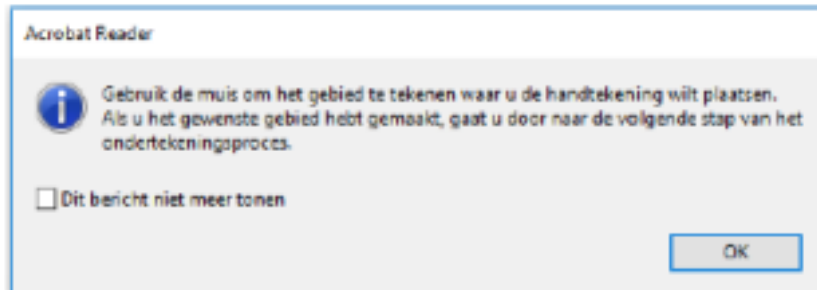 Acrobat Reader
Gebruik de muis om het gebied te tekenen waar u de handtekening wilt plaatsen.
Als u het gewenste gebied hebt gemaakt, gaat u door naar de volgende stap van het
ondertekeningsproces.
Dit bericht niet meer tonen
OK